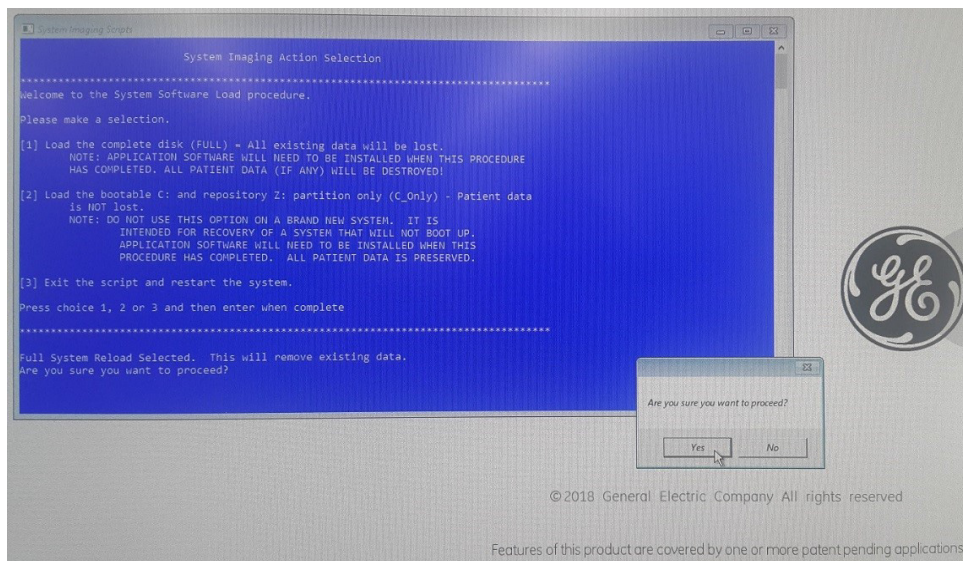 System Imaging Scripts
System Imaging Action Selection
********************************************************************************
Welcome to the System Software Load procedure.
Please make a selection.
[1] Load the complete disk (FULL) - All existing data will be lost.
NOTE: APPLICATION SOFTWARE WILL NEED TO BE INSTALLED WHEN THIS PROCEDURE
HAS COMPLETED. ALL PATIENT DATA (IF ANY) WILL BE DESTROYED!
[2] Load the bootable C: and repository Z: partition only (C_Only) - Patient data
is NOT lost.
NOTE: DO NOT USE THIS OPTION ON A BRAND NEW SYSTEM. IT IS
INTENDED FOR RECOVERY OF A SYSTEM THAT WILL NOT BOOT UP.
APPLICATION SOFTWARE WILL NEED TO BE INSTALLED WHEN THIS
PROCEDURE HAS COMPLETED. ALL PATIENT DATA IS PRESERVED.
[3] Exit the script and restart the system.
Press choice 1, 2 or 3 and then enter when complete
********************************************************************************
Full System Reload Selected. This will remove existing data.
Are you sure you want to proceed?
GE
Are you sure you want to proceed?
Yes No
©2018 General Electric Company All rights reserved
Features of this product are covered by one or more patent pending applications